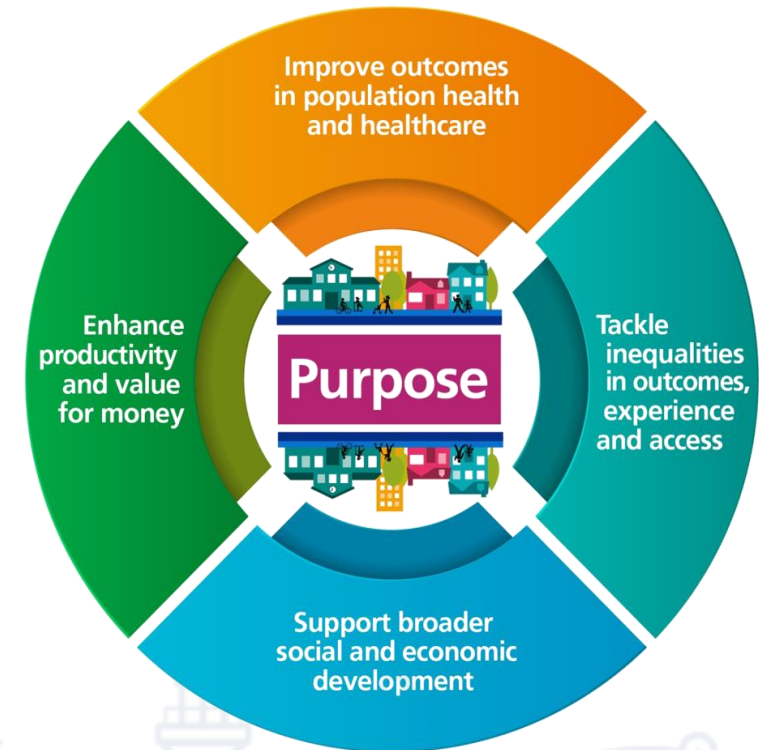 Improve outcomes
in population health
and healthcare
Enhance
productivity
and value
for money
Purpose
Tackle
inequalities
in outcomes,
experience
and access
Support broader
social and economic
development